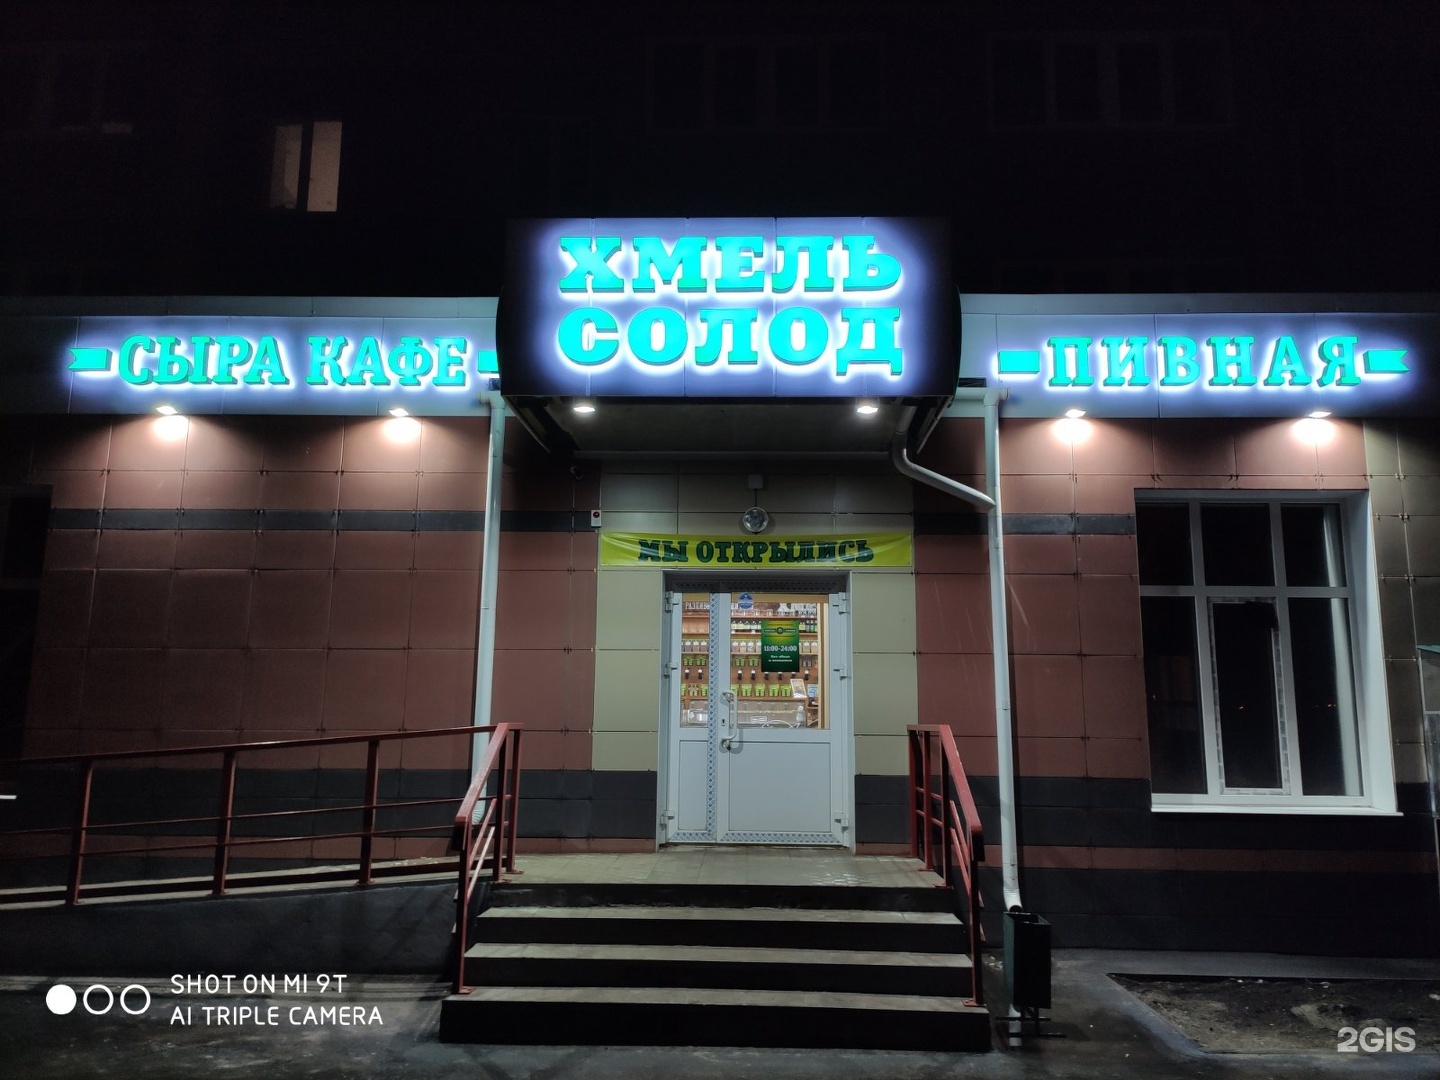 ХМЕЛЬ
СОЛОД
СЫРА КАФЕ
ПИВНАЯ
МЫ ОТКРЫЛИСЬ
11:00-24:00
SHOT ON MI 9T
AI TRIPLE CAMERA
2GIS